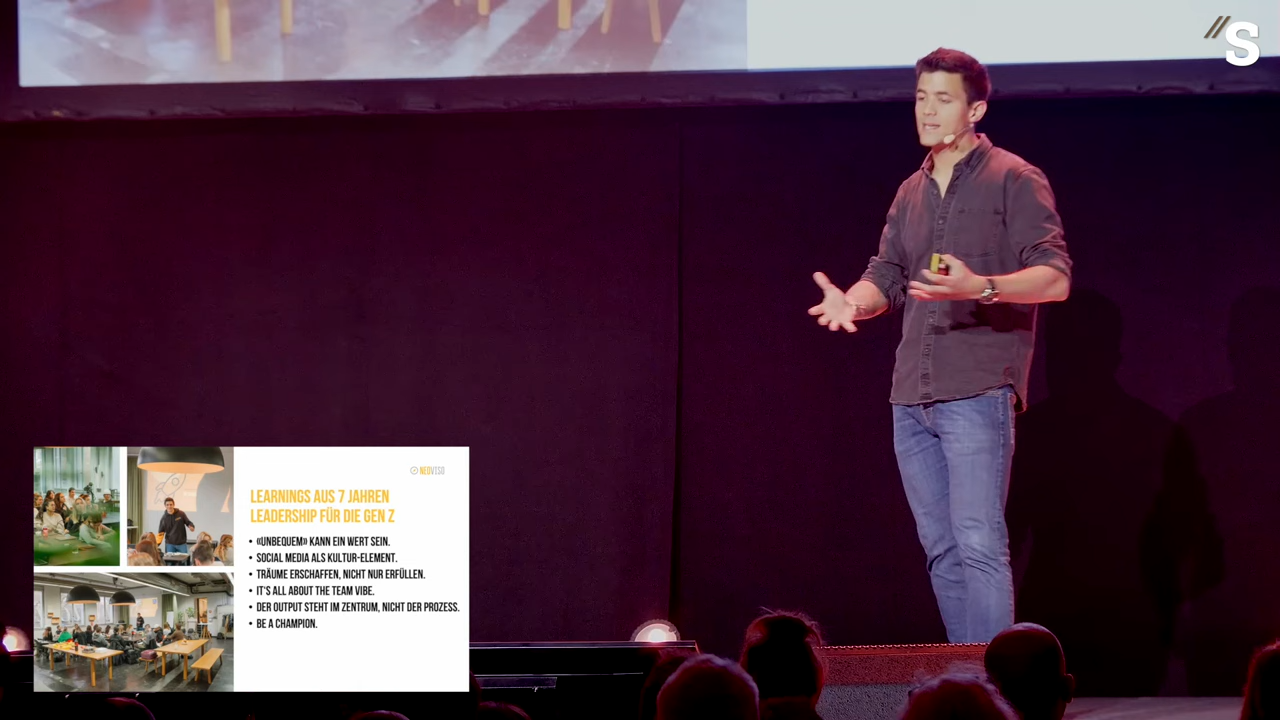 S
NEOVISO
LEARNINGS AUS 7 JAHREN
LEADERSHIP FÜR DIE GEN Z
• «UNBEQUEM» KANN EIN WERT SEIN.
• SOCIAL MEDIA ALS KULTUR-ELEMENT.
• TRÄUME ERSCHAFFEN, NICHT NUR ERFÜLLEN.
• IT'S ALL ABOUT THE TEAM VIBE.
• DER OUTPUT STEHT IM ZENTRUM, NICHT DER PROZESS.
• BE A CHAMPION.